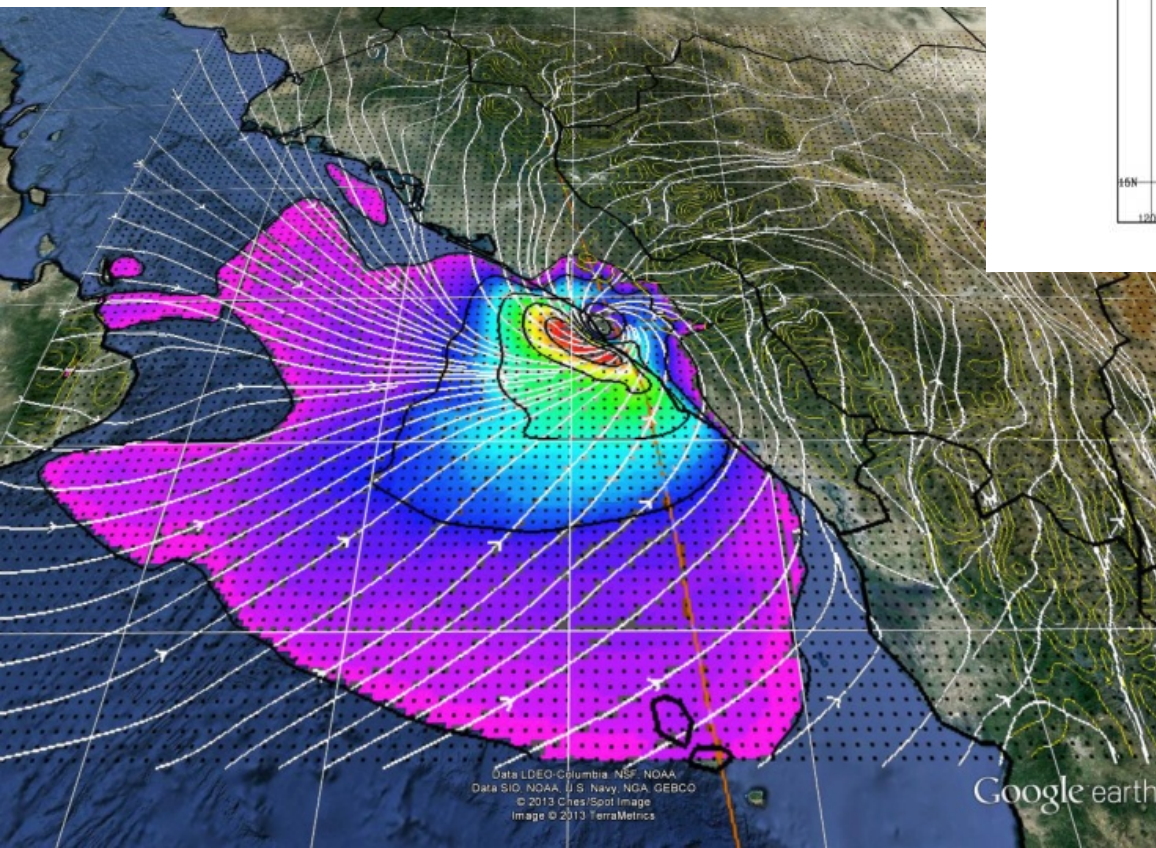 15N
120
Data LDEO-Columbia, NSF, NOAA
Data SIO, NOAA, U.S. Navy, NGA, GEBCO
© 2013 Cnes/Spot Image
Image © 2013 TerraMetrics
Google earth